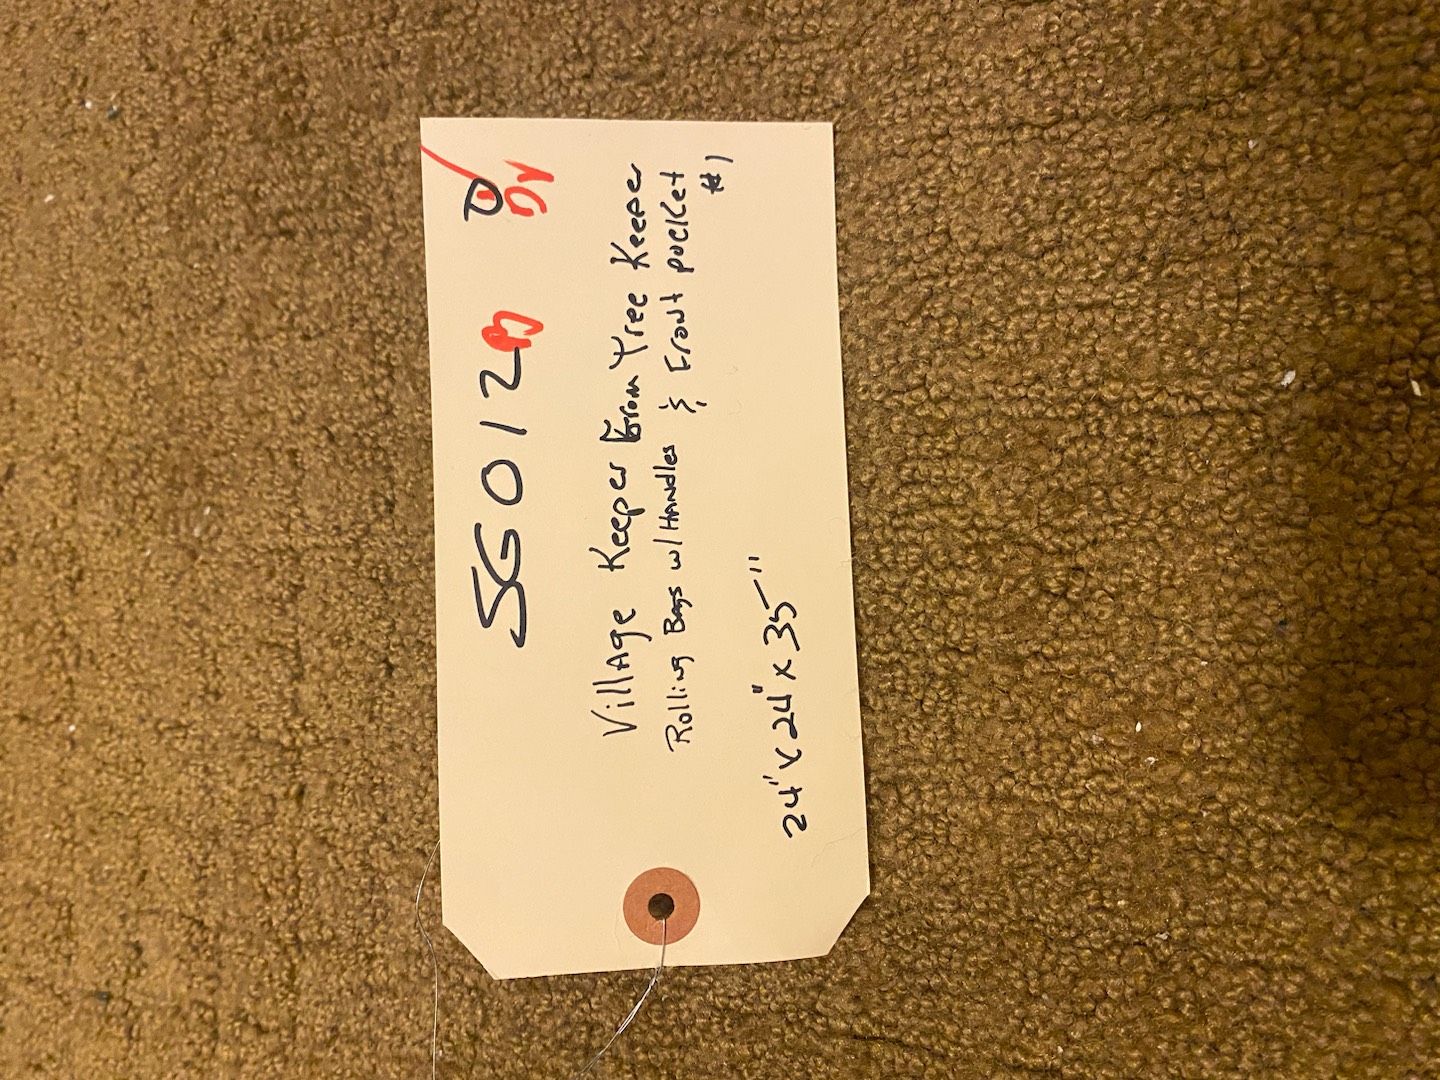 SG012
Village Keeper From Tree Keeper
Rolling Bags w/ Handles & Front pocket
#1
24" x 24" x 35"